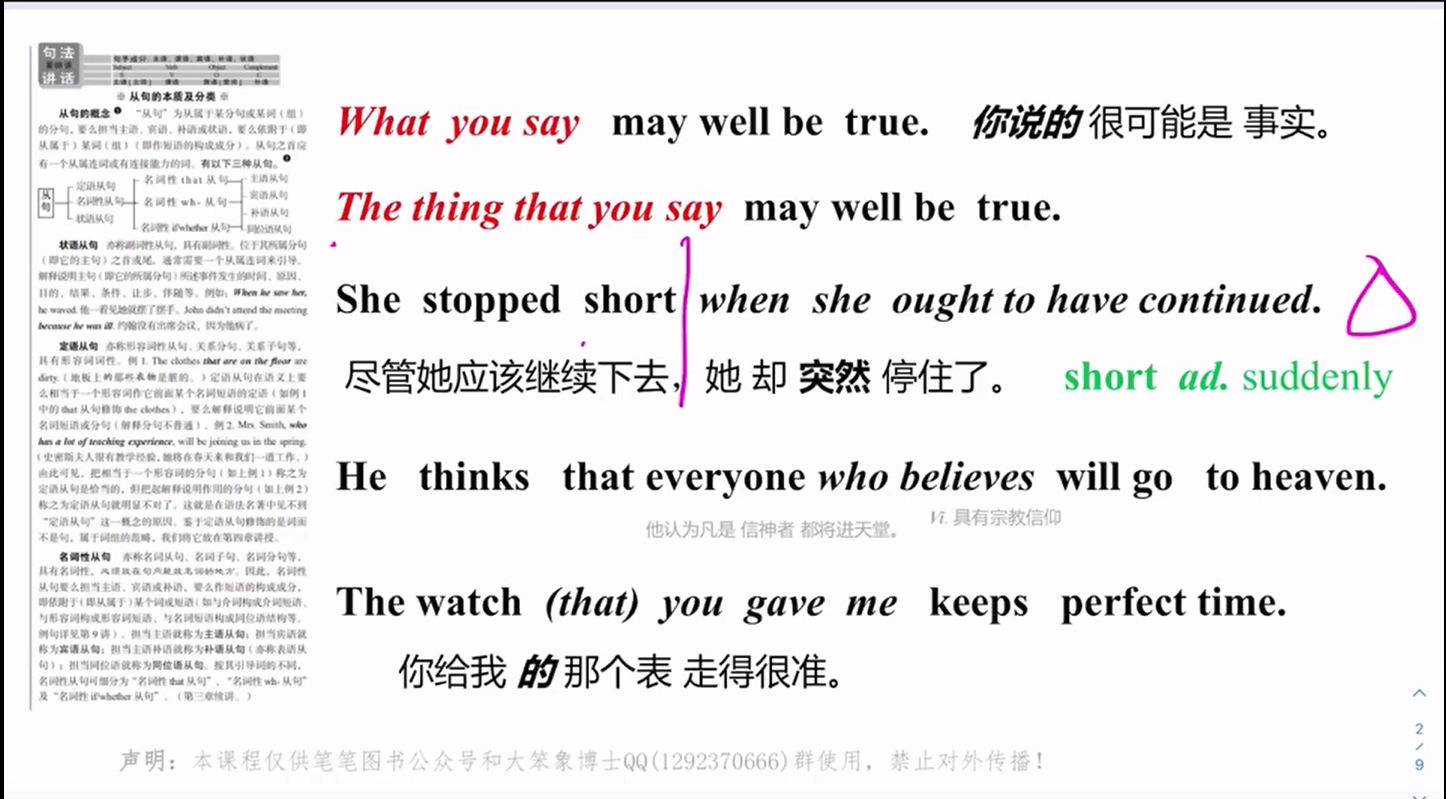 句法
讲话
句子成分：主语、谓语、宾语、补语、状语
Subject Verb Object Complement
S V O C
※ 从句的本质及分类 ※
从句的概念 “从句”为从属于某分句或某词（组）
的分句，要么担当主语、宾语、补语或状语，要么依附于（即
从属于）某词（组）（即作短语的构成成分）。从句之首应
有一个从属连词或有连接能力的词。有以下三种从句。
从句
定语从句
名词性从句
状语从句
名词性 that 从句
名词性 wh- 从句
名词性 if/whether 从句
主语从句
宾语从句
补语从句
同位语从句
状语从句 亦称副词性从句，具有副词性。位于其所属分句
（即它的主句）之首或尾。通常需要一个从属连词来引导。
解释说明主句（即它的所属分句）所述事件发生的时间、原因、
目的、结果、条件、让步、伴随等。例如：When he saw her,
he waved. 他一看见她就摆了摆手。John didn't attend the meeting
because he was ill. 约翰没有出席会议，因为他病了。
定语从句 亦称形容词性从句、关系分句、关系子句等，
具有形容词词性。例 1. The clothes that are on the floor are
dirty.（地板上的那些衣物是脏的。）定语从句在语义上要
么相当于一个形容词作它前面某个名词短语的定语（如例 1
中的 that 从句修饰 the clothes），要么解释说明它前面某个
名词短语或分句（解释分句不普通）。例 2. Mrs. Smith, who
has a lot of teaching experience, will be joining us in the spring.
（史密斯夫人很有教学经验，她将在春天来和我们一道工作。）
由此可见，把相当于一个形容词的分句（如上例 1）称之为
定语从句是恰当的，但把起解释说明作用的分句（如上例 2）
称之为定语从句就明显不对了。这就是在语法名著中见不到
“定语从句”这一概念的原因。鉴于定语从句修饰的是词而
不是句，属于词组的范畴，我们将它放在第四章讲授。
名词性从句 亦称名词从句、名词子句、名词分句等，
具有名词性，从理放在句内能放名词的地方。因此，名词性
从句要么担当主语、宾语或补语，要么作短语的构成成分，
即依附于（即从属于）某个词或短语（如与介词构成介词短语、
与形容词构成形容词短语、与名词短语构成同位语结构等。
例句详见第 9 讲）。担当主语就称为主语从句；担当宾语就
称为宾语从句；担当主语补语就称为补语从句（亦称表语从
句）；担当同位语就称为同位语从句。按其引导词的不同，
名词性从句可细分为“名词性 that 从句”、“名词性 wh- 从句”
及“名词性 if/whether 从句”。（第三章续讲。）
What you say may well be true. 你说的 很可能是 事实。
The thing that you say may well be true.
She stopped short when she ought to have continued.
尽管她应该继续下去，她 却 突然 停住了。 short ad. suddenly
He thinks that everyone who believes will go to heaven.
他认为凡是 信神者 都将进天堂。 Vi. 具有宗教信仰
The watch (that) you gave me keeps perfect time.
你给我 的 那个表 走得很准。
2
/
9
声明：本课程仅供笔笔图书公众号和大笨象博士QQ(1292370666)群使用，禁止对外传播！